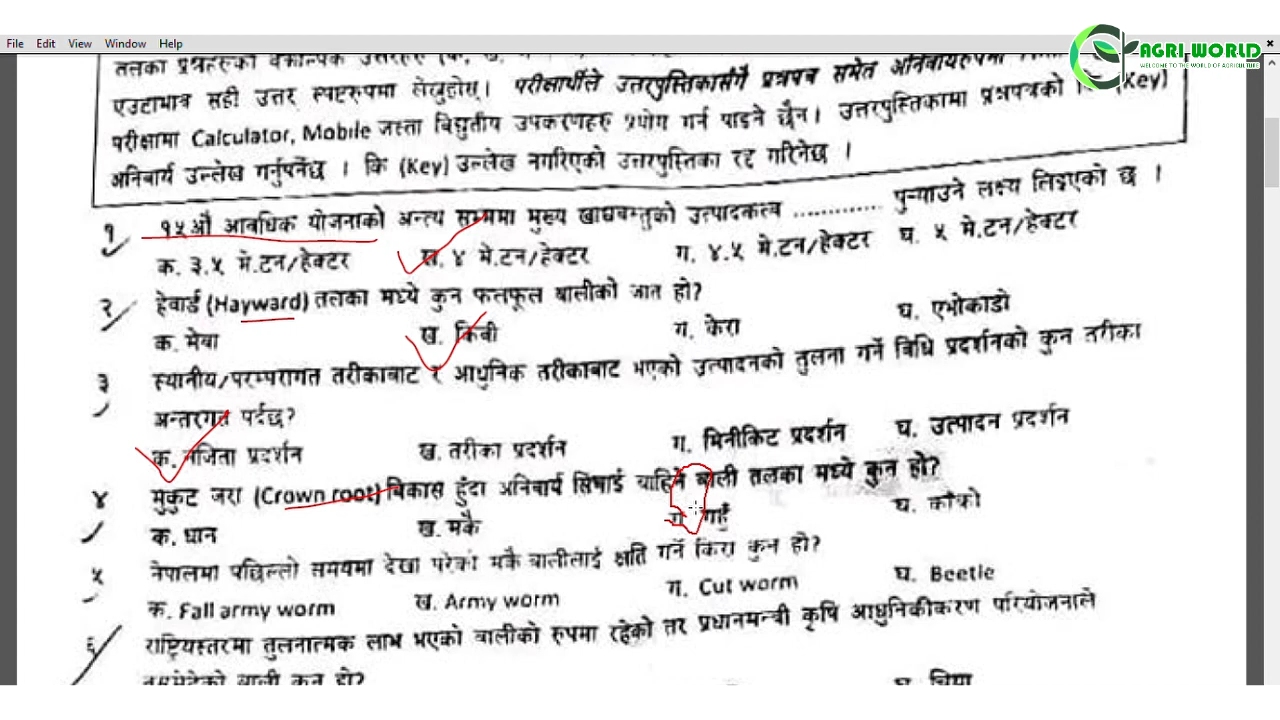 File Edit View Window Help
AGRI WORLD
WELCOME TO THE WORLD OF AGRICULTURE
एउटामात्र सही उत्तर स्पष्टरुपमा लेख्नुहोस्। परीक्षार्थीले उत्तरपुस्तिकासँगै प्रश्नपत्र समेत अनिवार्यरुपमा
परीक्षामा Calculator, Mobile जस्ता विद्युतीय उपकरणहरु प्रयोग गर्न पाइने छैन। उत्तरपुस्तिकामा प्रश्नपत्रको कि (Key)
अनिवार्य उल्लेख गर्नुपर्नेछ । कि (Key) उल्लेख नगरिएको उत्तरपुस्तिका रद्द गरिनेछ ।
१ १५औं आवधिक योजनाको अन्त्य सम्ममा मुख्य खाद्यवस्तुको उत्पादकत्व ............. पुऱ्याउने लक्ष्य लिइएको छ ।
क. ३.५ मे.टन/हेक्टर ख. ४ मे.टन/हेक्टर ग. ४.५ मे.टन/हेक्टर घ. ५ मे.टन/हेक्टर
२ हेवार्ड (Hayward) तलका मध्ये कुन फलफूल बालीको जात हो?
क. मेवा ख. किवी ग. केरा घ. एभोकाडो
३ स्थानीय/परम्परागत तरीकाबाट र आधुनिक तरीकाबाट भएको उत्पादनको तुलना गर्ने विधि प्रदर्शनको कुन तरीका
अन्तरगत पर्दछ?
क. नतिजा प्रदर्शन ख. तरीका प्रदर्शन ग. मिनीकिट प्रदर्शन घ. उत्पादन प्रदर्शन
४ मुकुट जरा (Crown root) विकास हुँदा अनिवार्य सिंचाई चाहिने बाली तलका मध्ये कुन हो?
क. धान ख. मकै ग. गहुँ घ. काँक्रो
५ नेपालमा पछिल्लो समयमा देखा परेको मकै बालीलाई क्षति गर्ने किरा कुन हो?
क. Fall army worm ख. Army worm ग. Cut worm घ. Beetle
६ राष्ट्रियस्तरमा तुलनात्मक लाभ भएको बालीको रुपमा रहेको तर प्रधानमन्त्री कृषि आधुनिकीकरण परियोजनाले